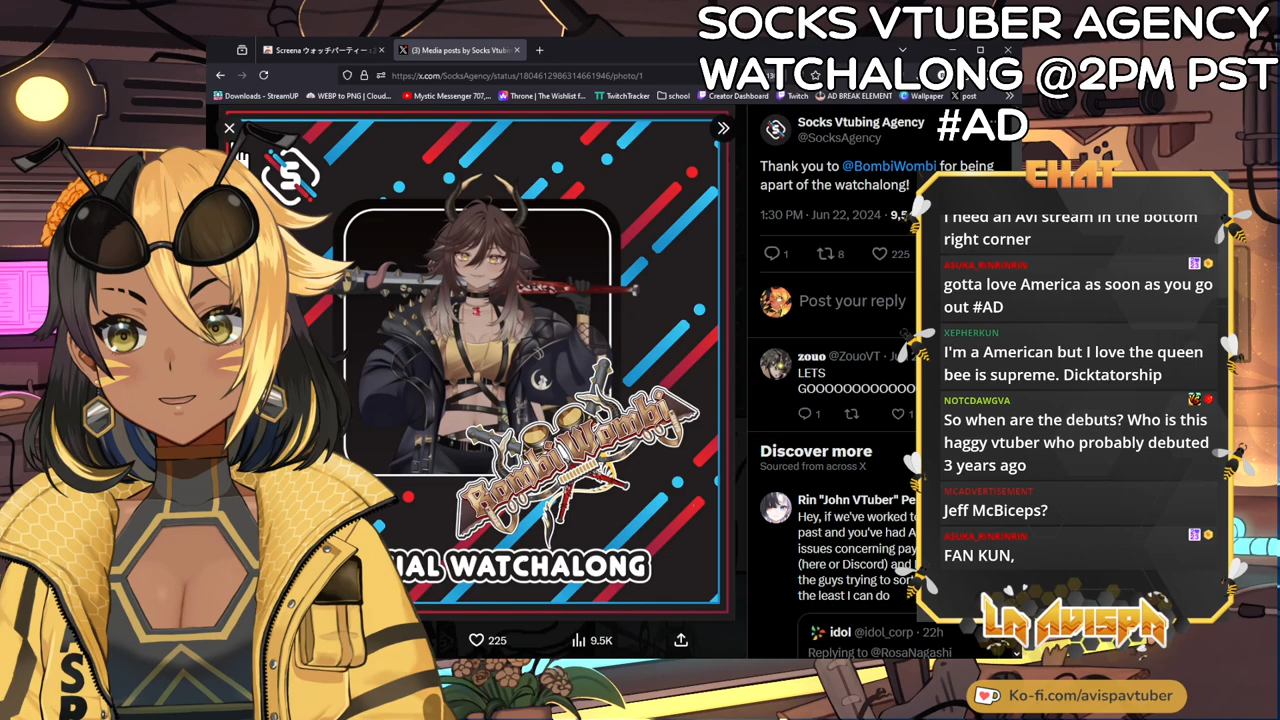 SOCKS VTUBER AGENCY
WATCHALONG @2PM PST
#AD
Screena ウォッチパーティー
(3) Media posts by Socks Vtubin
https://x.com/SocksAgency/status/1804612986314661946/photo/1
Downloads - StreamUP
WEBP to PNG | Cloud...
Mystic Messenger 707,...
Throne | The Wishlist f...
TwitchTracker
school
Creator Dashboard
Twitch
AD BREAK ELEMENT
Wallpaper
post
Bombi Wombi
IAL WATCHALONG
225
9.5K
Socks Vtubing Agency
@SocksAgency
Thank you to @BombiWombi for being
apart of the watchalong!
1:30 PM · Jun 22, 2024 · 9,5
1
8
225
Post your reply
zouo @ZouoVT · Ju
LETS
GOOOOOOOOOOO
1
1
Discover more
Sourced from across X
Rin "John VTuber" Pe
Hey, if we've worked to
past and you've had A
issues concerning pay
(here or Discord) and
the guys trying to sor
the least I can do
idol @idol_corp · 22h
Replying to @RosaNagashi
CHAT
I need an Avi stream in the bottom
right corner
ASUKA_RINRINRIN
gotta love America as soon as you go
out #AD
XEPHERKUN
I'm a American but I love the queen
bee is supreme. Dicktatorship
NOTCDAWGVA
So when are the debuts? Who is this
haggy vtuber who probably debuted
3 years ago
MCADVERTISEMENT
Jeff McBiceps?
ASUKA_RINRINRIN
FAN KUN,
LA AVISPA
Ko-fi.com/avispavtuber